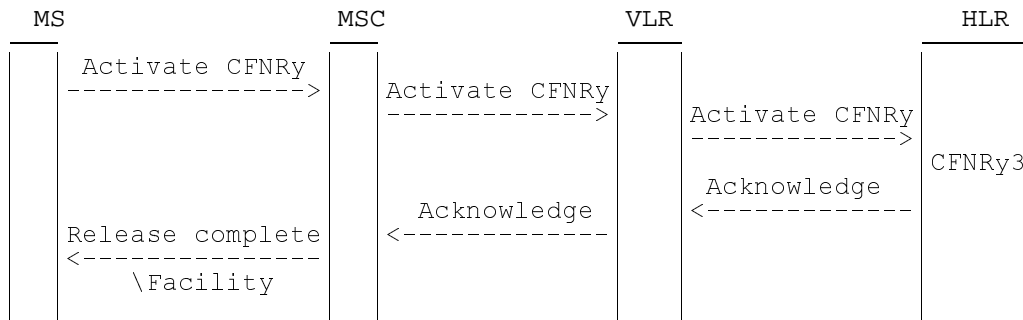 MS MSC VLR HLR
Activate CFNRy
--------------->
Activate CFNRy
------------->
Activate CFNRy
------------->
CFNRy3
Acknowledge
<-------------
Acknowledge
<-------------
Release complete
<---------------
\Facility